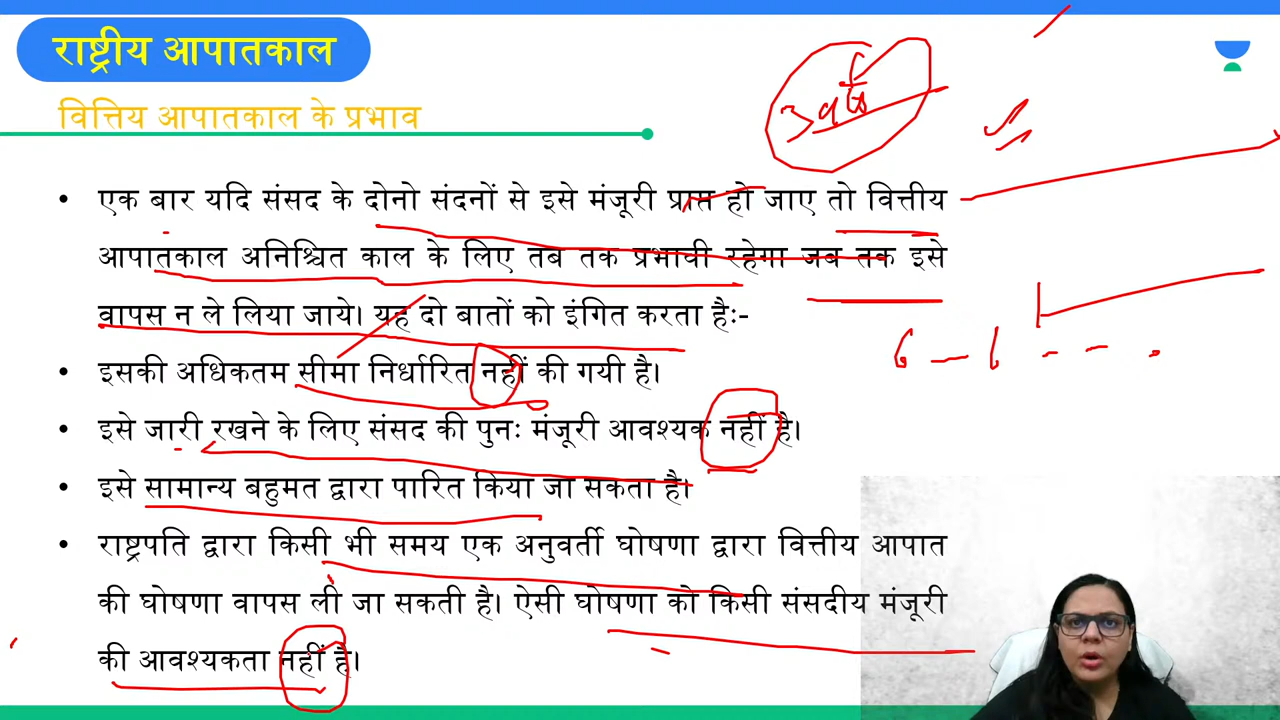 राष्ट्रीय आपातकाल
वित्तिय आपातकाल के प्रभाव
• एक बार यदि संसद के दोनो संदनों से इसे मंजूरी प्राप्त हो जाए तो वित्तीय
आपातकाल अनिश्चित काल के लिए तब तक प्रभावी रहेगा जब तक इसे
वापस न ले लिया जाये। यह दो बातों को इंगित करता हैः-
• इसकी अधिकतम सीमा निर्धारित नहीं की गयी है।
• इसे जारी रखने के लिए संसद की पुनः मंजूरी आवश्यक नहीं है।
• इसे सामान्य बहुमत द्वारा पारित किया जा सकता है।
• राष्ट्रपति द्वारा किसी भी समय एक अनुवर्ती घोषणा द्वारा वित्तीय आपात
की घोषणा वापस ली जा सकती है। ऐसी घोषणा को किसी संसदीय मंजूरी
की आवश्यकता नहीं है।